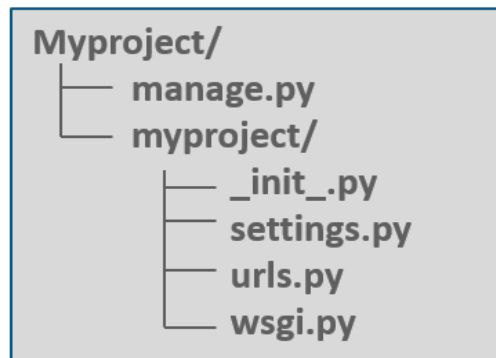 Myproject/
manage.py
myproject/
_init_.py
settings.py
urls.py
wsgi.py